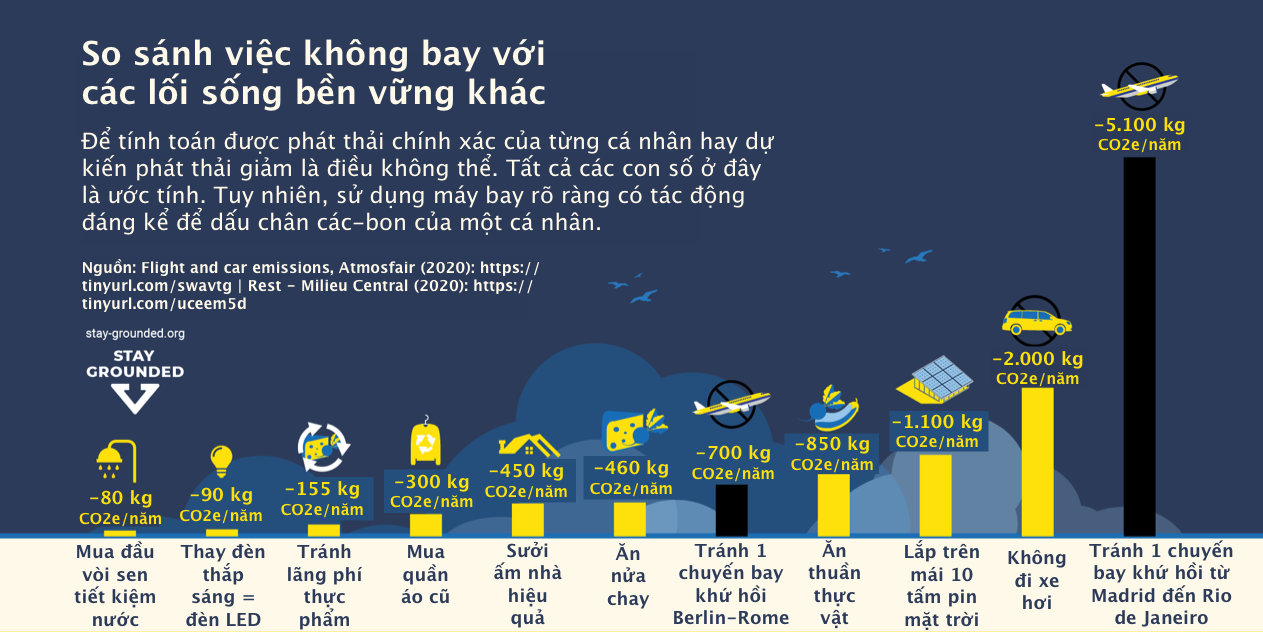 So sánh việc không bay với
các lối sống bền vững khác
Để tính toán được phát thải chính xác của từng cá nhân hay dự
kiến phát thải giảm là điều không thể. Tất cả các con số ở đây
là ước tính. Tuy nhiên, sử dụng máy bay rõ ràng có tác động
đáng kể để dấu chân các-bon của một cá nhân.
Nguồn: Flight and car emissions, Atmosfair (2020): https://
tinyurl.com/swavtg | Rest - Milieu Central (2020): https://
tinyurl.com/uceem5d
stay-grounded.org
STAY
GROUNDED
-80 kg
CO2e/năm
Mua đầu
vòi sen
tiết kiệm
nước
-90 kg
CO2e/năm
Thay đèn
thắp
sáng =
đèn LED
-155 kg
CO2e/năm
Tránh
lãng phí
thực
phẩm
-300 kg
CO2e/năm
Mua
quần
áo cũ
-450 kg
CO2e/năm
Sưởi
ấm nhà
hiệu
quả
-460 kg
CO2e/năm
Ăn
nửa
chay
-700 kg
CO2e/năm
Tránh 1
chuyến bay
khứ hồi
Berlin-Rome
-850 kg
CO2e/năm
Ăn
thuần
thực
vật
-1.100 kg
CO2e/năm
Lắp trên
mái 10
tấm pin
mặt trời
-2.000 kg
CO2e/năm
Không
đi xe
hơi
-5.100 kg
CO2e/năm
Tránh 1 chuyến
bay khứ hồi từ
Madrid đến Rio
de Janeiro